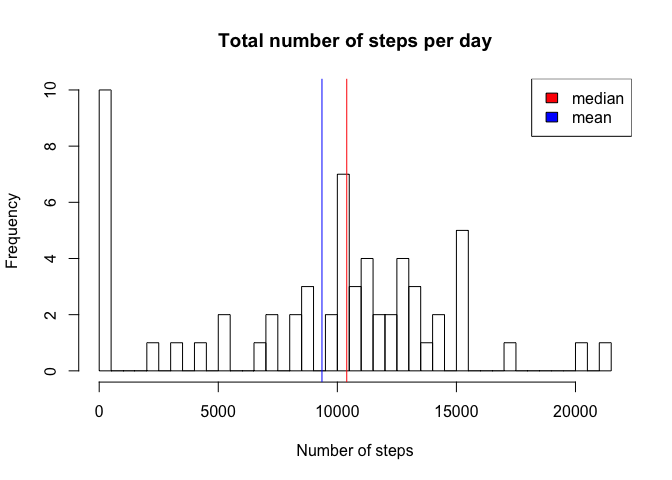 Total number of steps per day
median
mean
Frequency
0
2
4
6
8
10
0 5000 10000 15000 20000
Number of steps